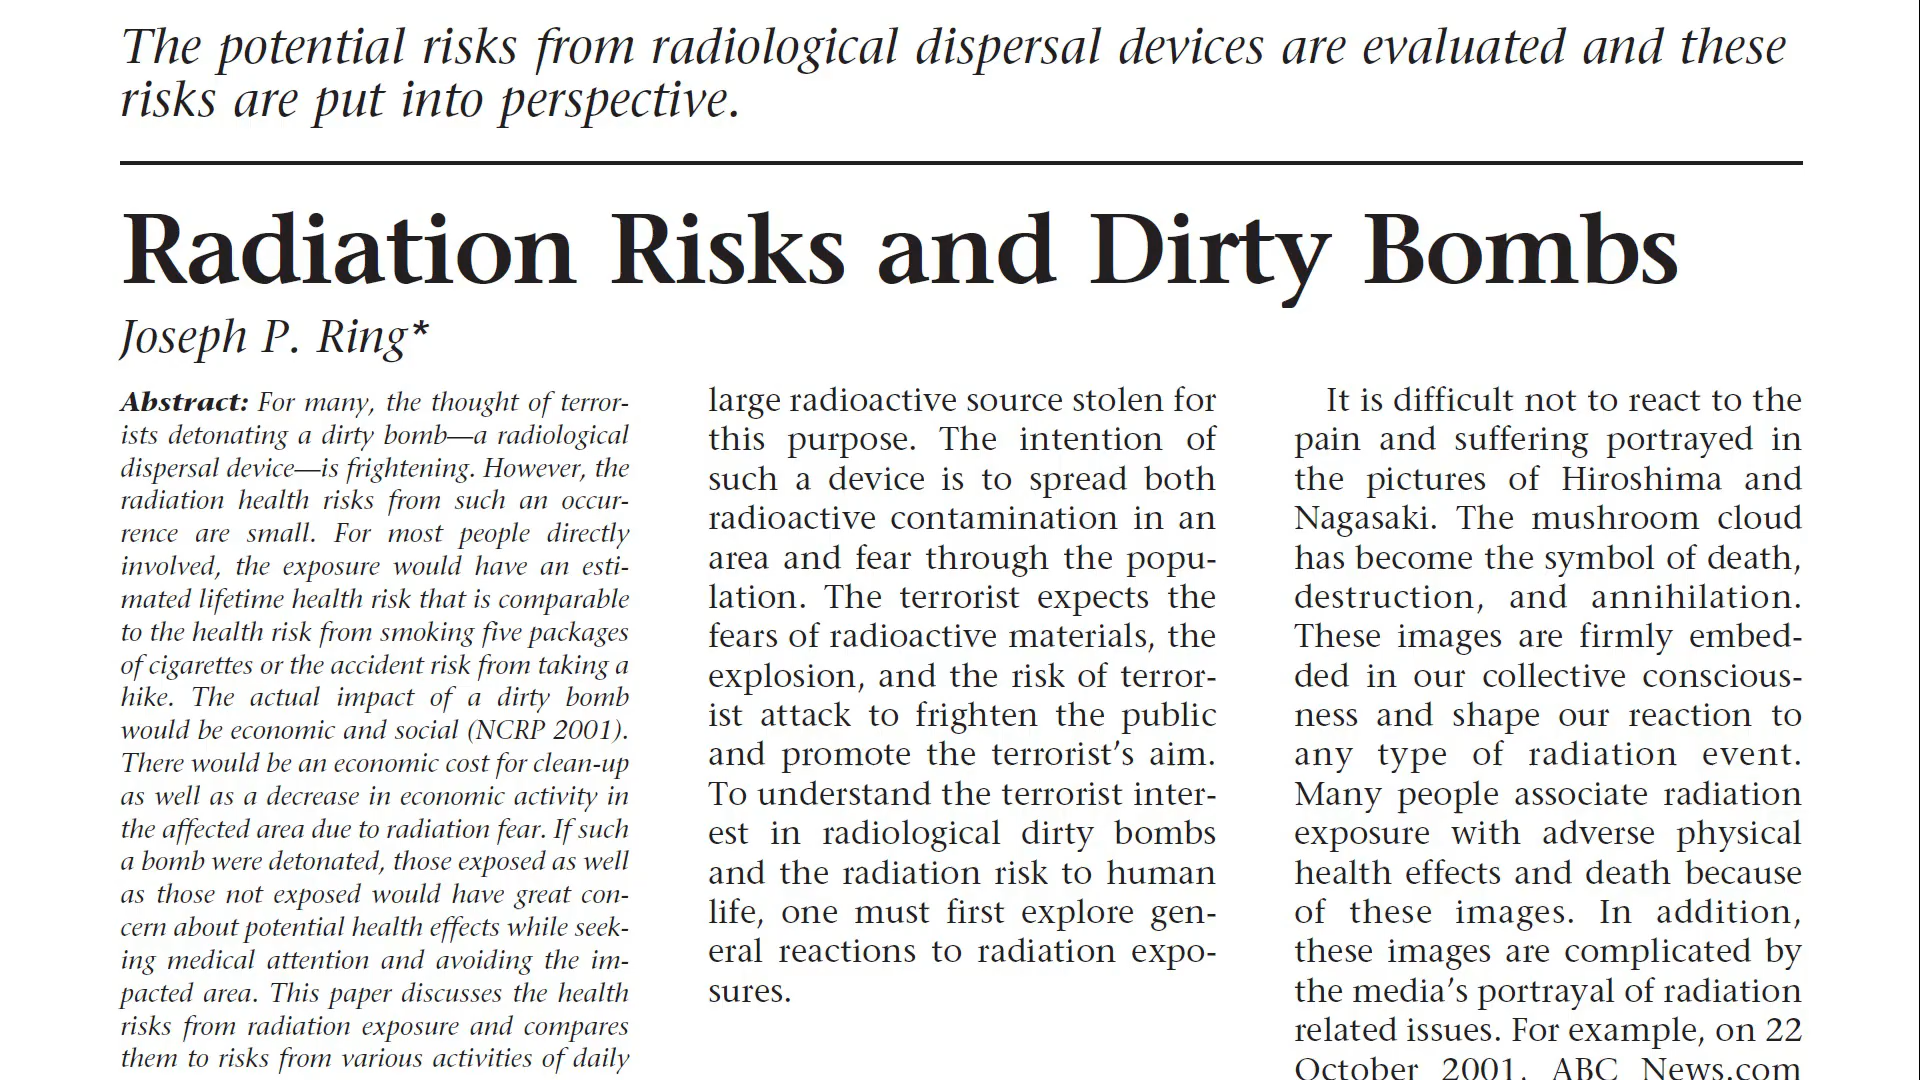 The potential risks from radiological dispersal devices are evaluated and these
risks are put into perspective.
Radiation Risks and Dirty Bombs
Joseph P. Ring*
Abstract: For many, the thought of terror-
ists detonating a dirty bomb—a radiological
dispersal device—is frightening. However, the
radiation health risks from such an occur-
rence are small. For most people directly
involved, the exposure would have an esti-
mated lifetime health risk that is comparable
to the health risk from smoking five packages
of cigarettes or the accident risk from taking a
hike. The actual impact of a dirty bomb
would be economic and social (NCRP 2001).
There would be an economic cost for clean-up
as well as a decrease in economic activity in
the affected area due to radiation fear. If such
a bomb were detonated, those exposed as well
as those not exposed would have great con-
cern about potential health effects while seek-
ing medical attention and avoiding the im-
pacted area. This paper discusses the health
risks from radiation exposure and compares
them to risks from various activities of daily
large radioactive source stolen for
this purpose. The intention of
such a device is to spread both
radioactive contamination in an
area and fear through the popu-
lation. The terrorist expects the
fears of radioactive materials, the
explosion, and the risk of terror-
ist attack to frighten the public
and promote the terrorist's aim.
To understand the terrorist inter-
est in radiological dirty bombs
and the radiation risk to human
life, one must first explore gen-
eral reactions to radiation expo-
sures.
It is difficult not to react to the
pain and suffering portrayed in
the pictures of Hiroshima and
Nagasaki. The mushroom cloud
has become the symbol of death,
destruction, and annihilation.
These images are firmly embed-
ded in our collective conscious-
ness and shape our reaction to
any type of radiation event.
Many people associate radiation
exposure with adverse physical
health effects and death because
of these images. In addition,
these images are complicated by
the media's portrayal of radiation
related issues. For example, on 22
October 2001, ABC News.com